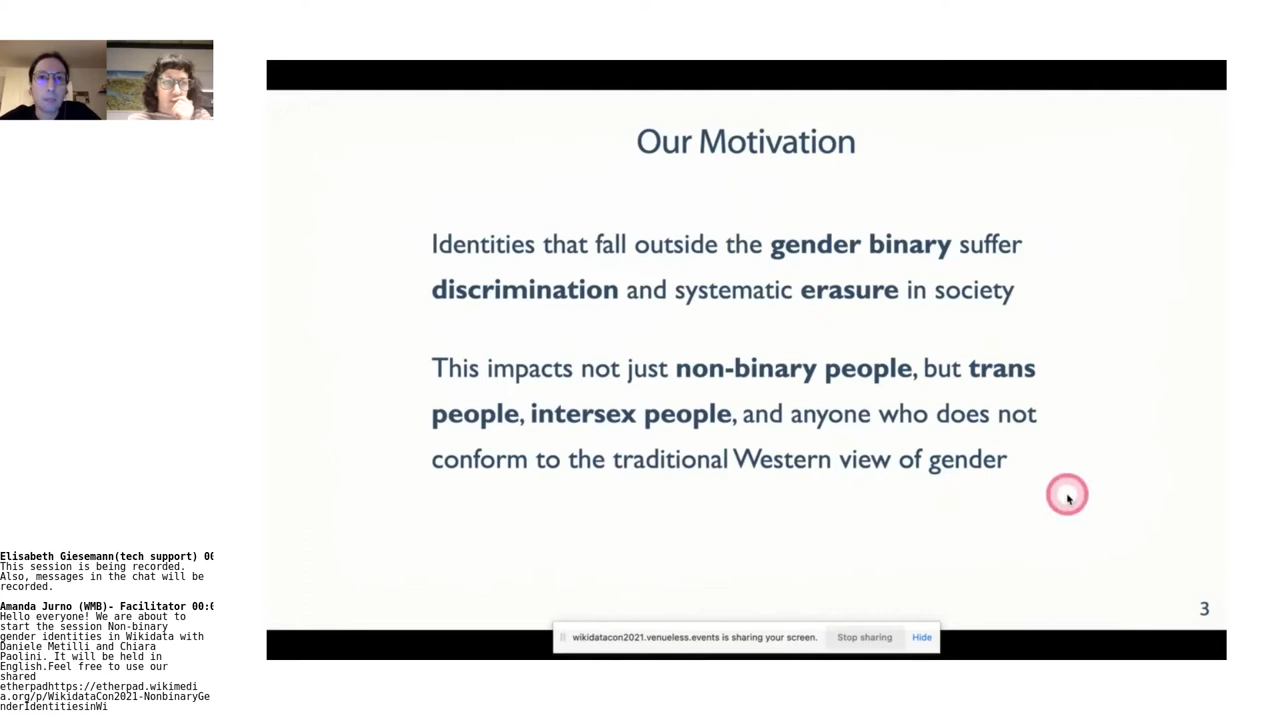 Our Motivation
Identities that fall outside the gender binary suffer
discrimination and systematic erasure in society
This impacts not just non-binary people, but trans
people, intersex people, and anyone who does not
conform to the traditional Western view of gender
3
wikidatacon2021.venueless.events is sharing your screen. Stop sharing Hide
Elisabeth Giesemann(tech support)
This session is being recorded.
Also, messages in the chat will be
recorded.
Amanda Jurno (WMB)- Facilitator
Hello everyone! We are about to
start the session Non-binary
gender identities in Wikidata with
Daniele Metilli and Chiara
Paolini. It will be held in
English.Feel free to use our
shared
etherpadhttps://etherpad.wikimedi
a.org/p/WikidataCon2021-NonbinaryGe
nderIdentitiesinWi